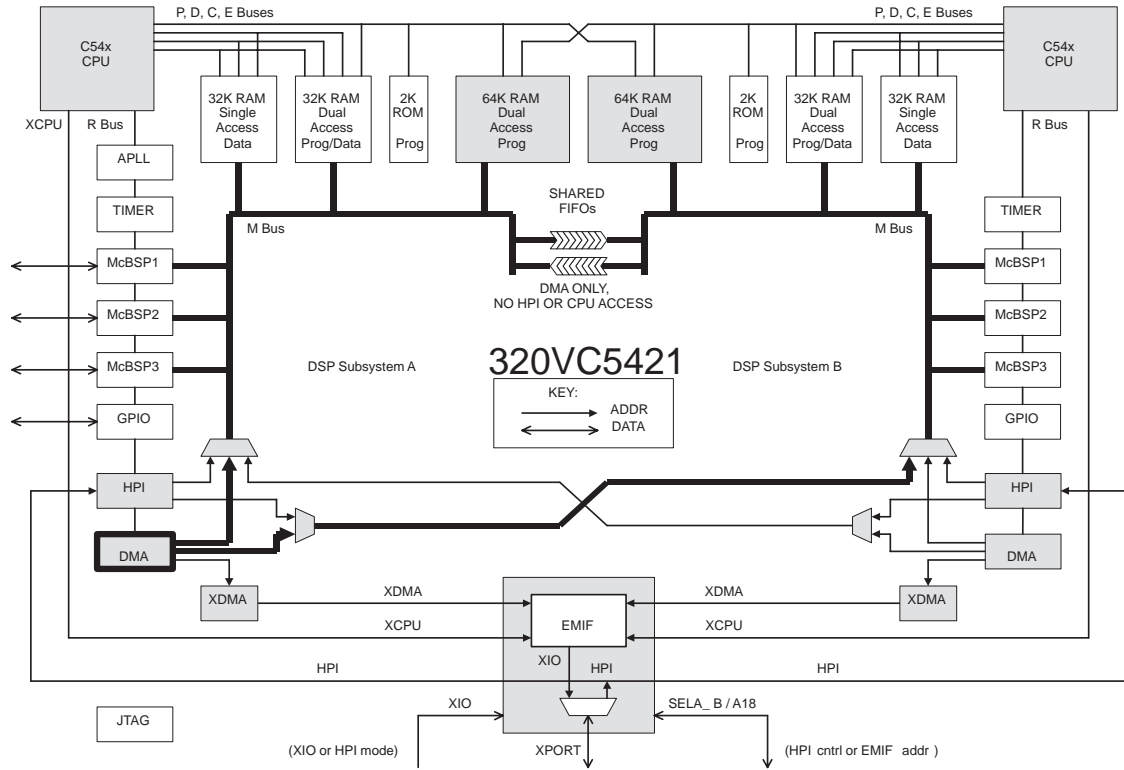 P, D, C, E Buses
P, D, C, E Buses
C54x
CPU
C54x
CPU
32K RAM
Single
Access
Data
32K RAM
Dual
Access
Prog/Data
2K
ROM
Prog
64K RAM
Dual
Access
Prog
64K RAM
Dual
Access
Prog
2K
ROM
Prog
32K RAM
Dual
Access
Prog/Data
32K RAM
Single
Access
Data
XCPU
R Bus
R Bus
APLL
TIMER
SHARED
FIFOs
TIMER
M Bus
M Bus
McBSP1
McBSP1
DMA ONLY,
NO HPI OR CPU ACCESS
McBSP2
McBSP2
McBSP3
DSP Subsystem A
320VC5421
DSP Subsystem B
McBSP3
KEY:
ADDR
DATA
GPIO
GPIO
HPI
HPI
DMA
DMA
XDMA
XDMA
XDMA
XDMA
EMIF
XCPU
XCPU
XIO
HPI
HPI
HPI
JTAG
XIO
SELA_ B / A18
(XIO or HPI mode)
XPORT
(HPI cntrl or EMIF addr )